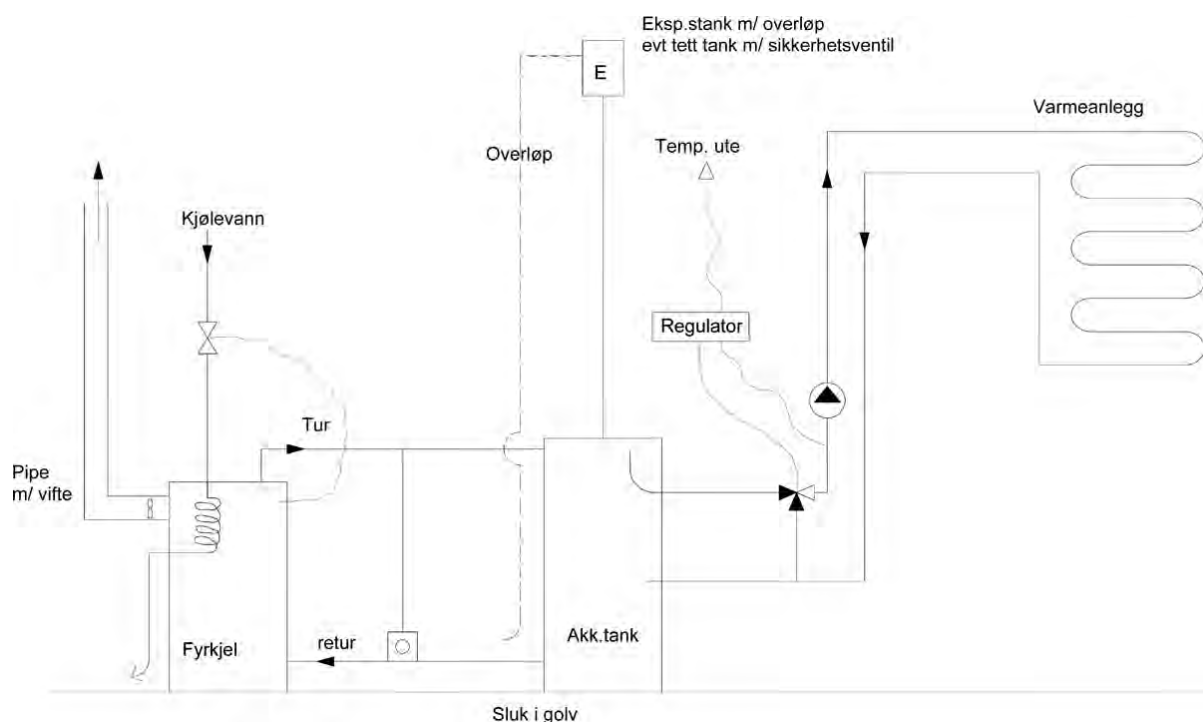 Eksp.stank m/ overløp
evt tett tank m/ sikkerhetsventil
E
Varmeanlegg
Overløp
Temp. ute
Kjølevann
Regulator
Tur
Pipe
m/ vifte
Fyrkjel
retur
Akk.tank
Sluk i golv